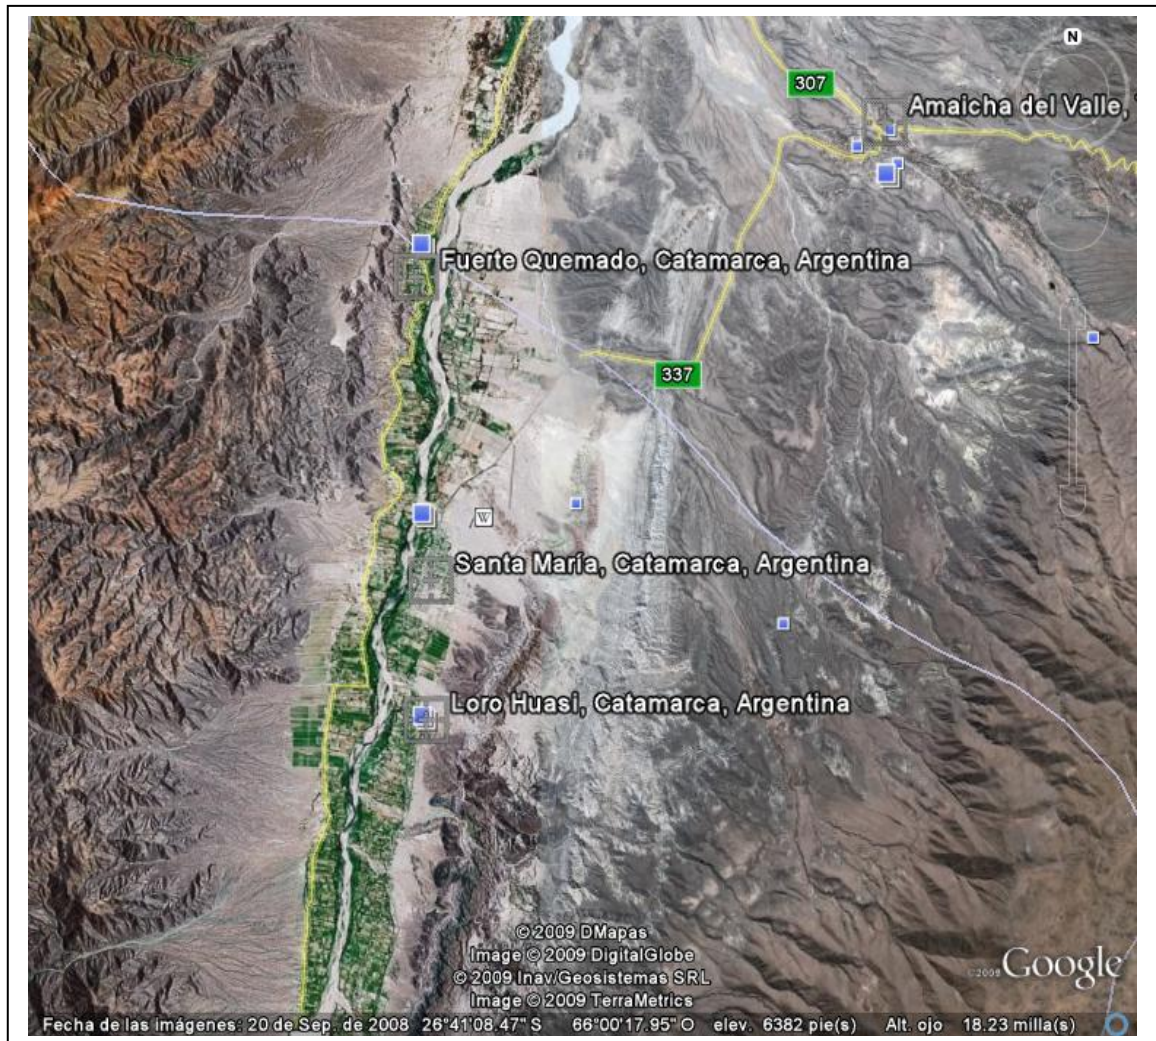 N
307
Amaicha del Valle,
Fuerte Quemado, Catamarca, Argentina
337
W
Santa María, Catamarca, Argentina
Loro Huasi, Catamarca, Argentina
© 2009 DMapas
Image © 2009 DigitalGlobe
© 2009 Inav/Geosistemas SRL
Image © 2009 TerraMetrics
©2009 Google
Fecha de las imágenes: 20 de Sep. de 2008 26°41'08.47" S 66°00'17.95" O elev. 6382 pie(s) Alt. ojo 18.23 milla(s)